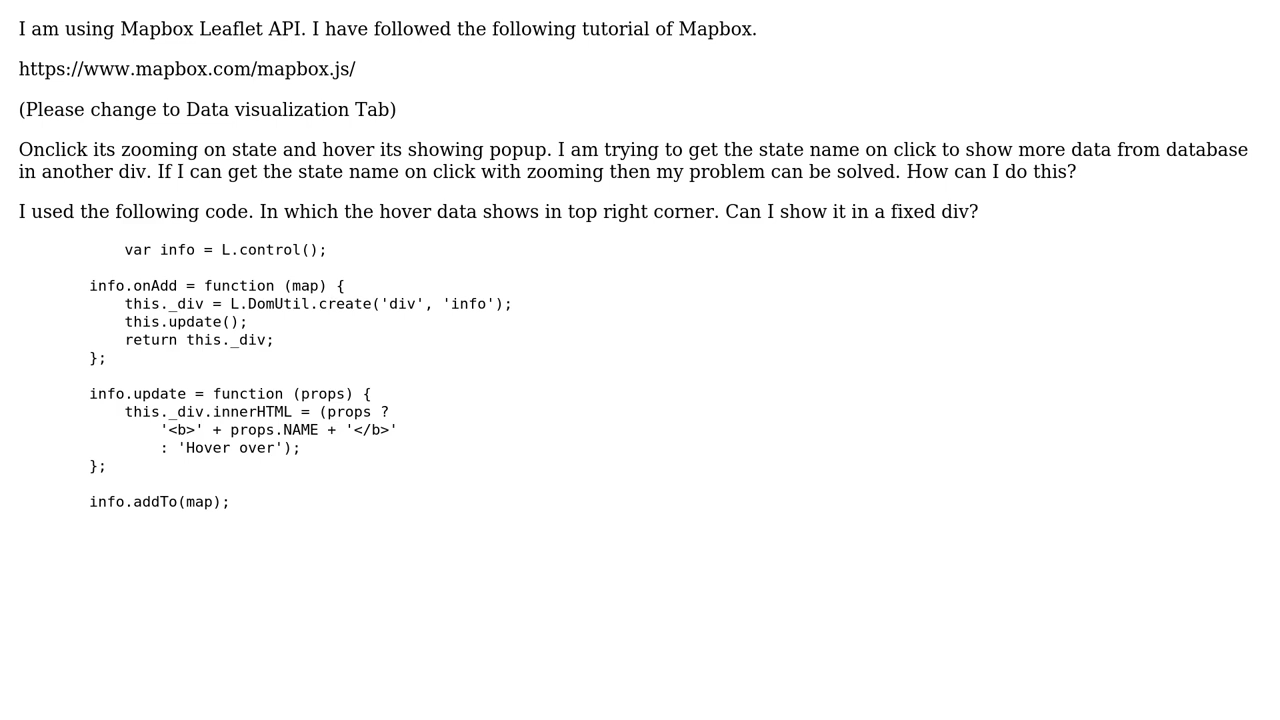 I am using Mapbox Leaflet API. I have followed the following tutorial of Mapbox.
https://www.mapbox.com/mapbox.js/
(Please change to Data visualization Tab)
Onclick its zooming on state and hover its showing popup. I am trying to get the state name on click to show more data from database
in another div. If I can get the state name on click with zooming then my problem can be solved. How can I do this?
I used the following code. In which the hover data shows in top right corner. Can I show it in a fixed div?
            var info = L.control();

        info.onAdd = function (map) {
            this._div = L.DomUtil.create('div', 'info');
            this.update();
            return this._div;
        };

        info.update = function (props) {
            this._div.innerHTML = (props ?
                '<b>' + props.NAME + '</b>'
                : 'Hover over');
        };

        info.addTo(map);